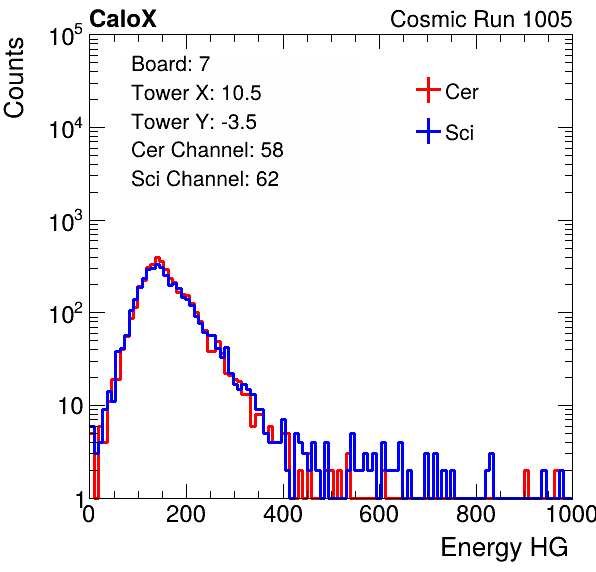 CaloX
Cosmic Run 1005
Counts
10^5
10^4
10^3
10^2
10
1
Board: 7
Tower X: 10.5
Tower Y: -3.5
Cer Channel: 58
Sci Channel: 62
Cer
Sci
0 200 400 600 800 1000
Energy HG